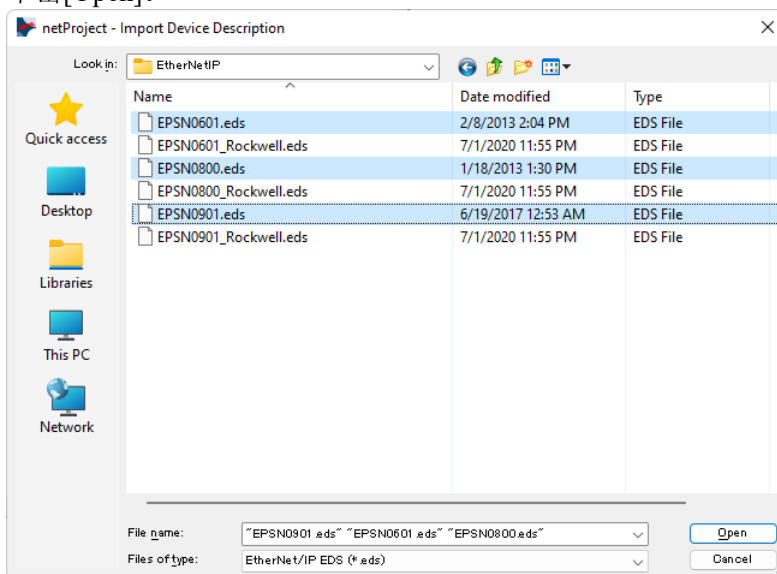 netProject - Import Device Description
Look in: EtherNetIP
Name Date modified Type
EPSN0601.eds 2/8/2013 2:04 PM EDS File
EPSN0601_Rockwell.eds 7/1/2020 11:55 PM EDS File
EPSN0800.eds 1/18/2013 1:30 PM EDS File
EPSN0800_Rockwell.eds 7/1/2020 11:55 PM EDS File
EPSN0901.eds 6/19/2017 12:53 AM EDS File
EPSN0901_Rockwell.eds 7/1/2020 11:55 PM EDS File
Quick access
Desktop
Libraries
This PC
Network
File name: "EPSN0901.eds" "EPSN0601.eds" "EPSN0800.eds" Open
Files of type: EtherNet/IP EDS (*.eds) Cancel